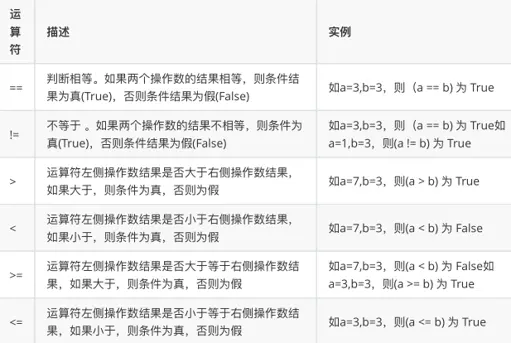 运
算
符
描述
实例
==
判断相等。如果两个操作数的结果相等，则条件结
果为真(True)，否则条件结果为假(False)
如a=3,b=3，则（a == b) 为 True
!=
不等于 。如果两个操作数的结果不相等，则条件为
真(True)，否则条件结果为假(False)
如a=3,b=3，则（a == b) 为 True如
a=1,b=3，则(a != b) 为 True
>
运算符左侧操作数结果是否大于右侧操作数结果，
如果大于，则条件为真，否则为假
如a=7,b=3，则(a > b) 为 True
<
运算符左侧操作数结果是否小于右侧操作数结果，
如果小于，则条件为真，否则为假
如a=7,b=3，则(a < b) 为 False
>=
运算符左侧操作数结果是否大于等于右侧操作数结
果，如果大于，则条件为真，否则为假
如a=7,b=3，则(a < b) 为 False如
a=3,b=3，则(a >= b) 为 True
<=
运算符左侧操作数结果是否小于等于右侧操作数结
果，如果小于，则条件为真，否则为假
如a=3,b=3，则(a <= b) 为 True